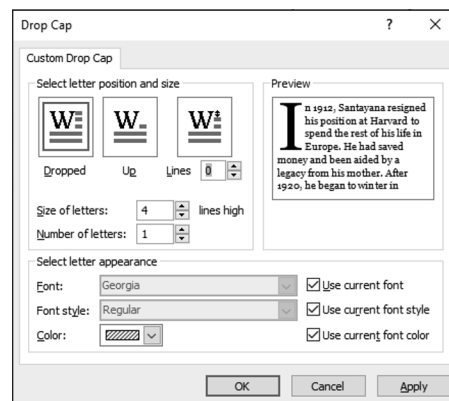 Drop Cap
? ×
Custom Drop Cap
Select letter position and size
W W W
Dropped Up Lines 0
Size of letters: 4 lines high
Number of letters: 1
Preview
In 1912, Santayana resigned
his position at Harvard to
spend the rest of his life in
Europe. He had saved
money and been aided by a
legacy from his mother. After
1920, he began to winter in
Select letter appearance
Font: Georgia Use current font
Font style: Regular Use current font style
Color: Use current font color
OK Cancel Apply